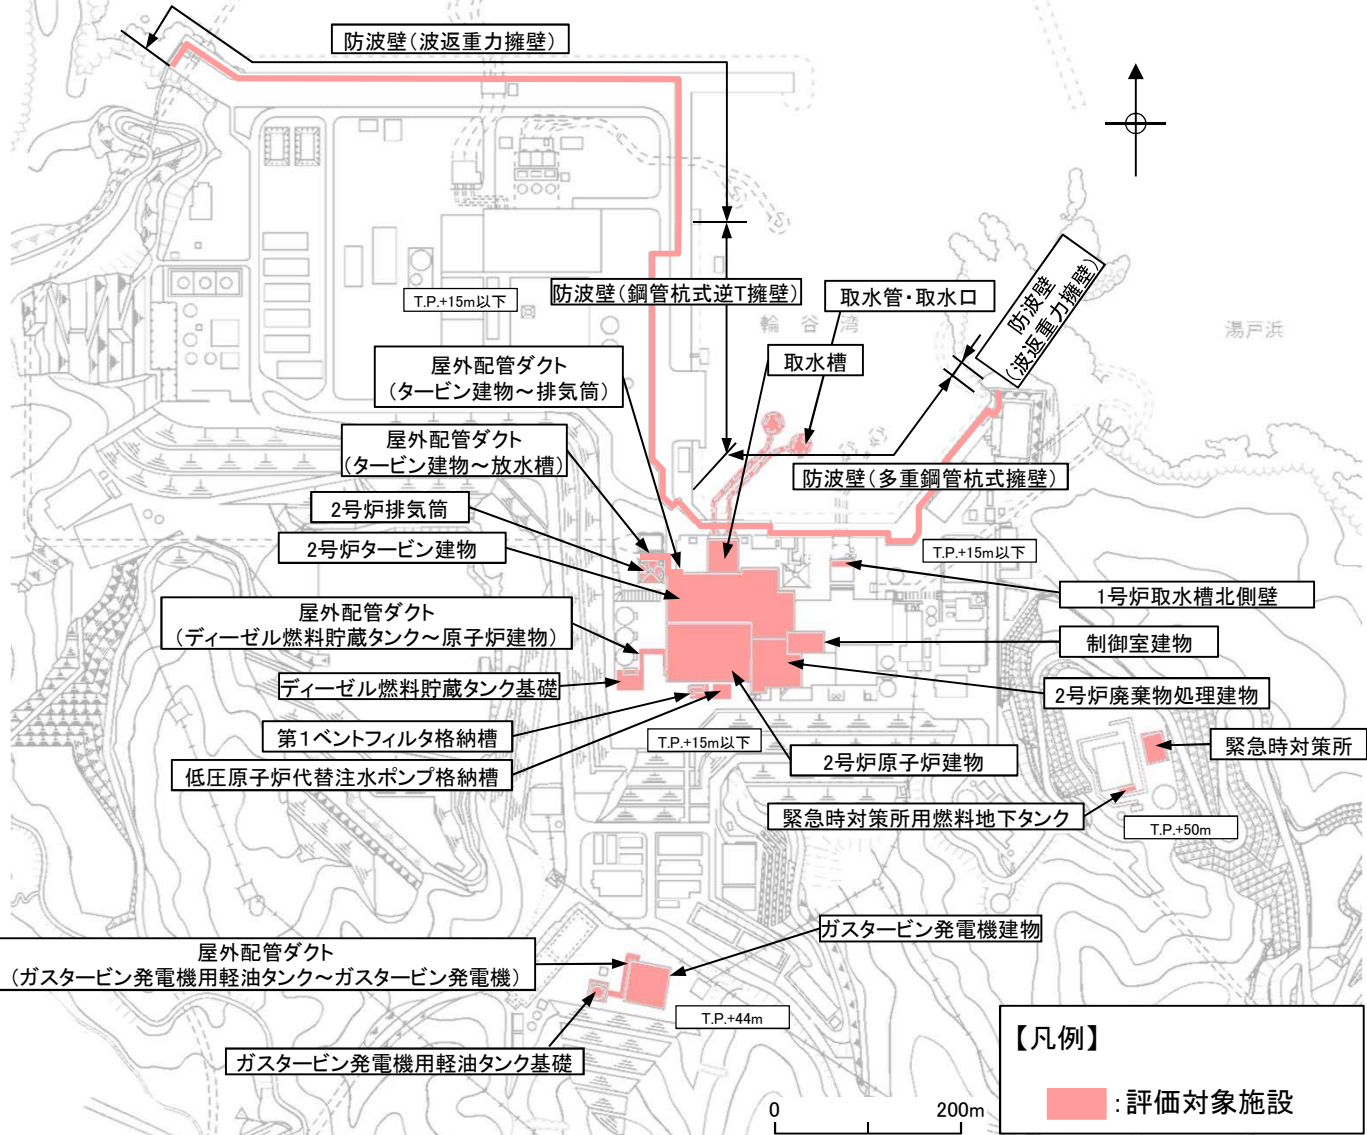 防波壁(波返重力擁壁)
防波壁(鋼管杭式逆T擁壁)
T.P.+15m以下
取水管・取水口
防波壁
(波返重力擁壁)
輪谷湾
湯戸浜
取水槽
屋外配管ダクト
(タービン建物～排気筒)
屋外配管ダクト
(タービン建物～放水槽)
防波壁(多重鋼管杭式擁壁)
2号炉排気筒
2号炉タービン建物
T.P.+15m以下
1号炉取水槽北側壁
屋外配管ダクト
(ディーゼル燃料貯蔵タンク～原子炉建物)
制御室建物
ディーゼル燃料貯蔵タンク基礎
2号炉廃棄物処理建物
第1ベントフィルタ格納槽
T.P.+15m以下
緊急時対策所
低圧原子炉代替注水ポンプ格納槽
2号炉原子炉建物
緊急時対策所用燃料地下タンク
T.P.+50m
ガスタービン発電機建物
屋外配管ダクト
(ガスタービン発電機用軽油タンク～ガスタービン発電機)
T.P.+44m
ガスタービン発電機用軽油タンク基礎
【凡例】
:評価対象施設
0 200m